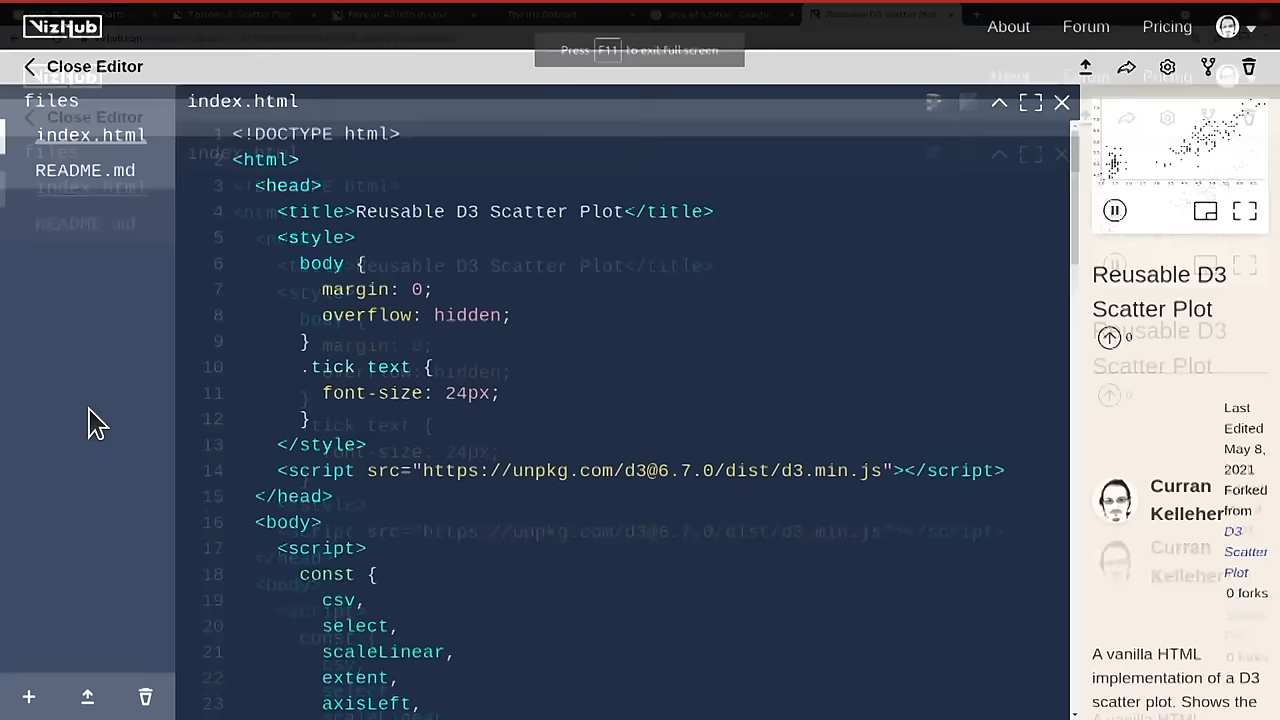 VizHub
About
Forum
Pricing
Press F11 to exit full screen
Close Editor
files
index.html
README.md
index.html
1 <!DOCTYPE html>
2 <html>
3 <head>
4 <title>Reusable D3 Scatter Plot</title>
5 <style>
6 body {
7 margin: 0;
8 overflow: hidden;
9 }
10 .tick text {
11 font-size: 24px;
12 }
13 </style>
14 <script src="https://unpkg.com/d3@6.7.0/dist/d3.min.js"></script>
15 </head>
16 <body>
17 <script>
18 const {
19 csv,
20 select,
21 scaleLinear,
22 extent,
23 axisLeft,
Reusable D3
Scatter Plot
0
Curran
Kelleher
Last
Edited
May 8,
2021
Forked
from
D3
Scatter
Plot
0 forks
A vanilla HTML
implementation of a D3
scatter plot. Shows the